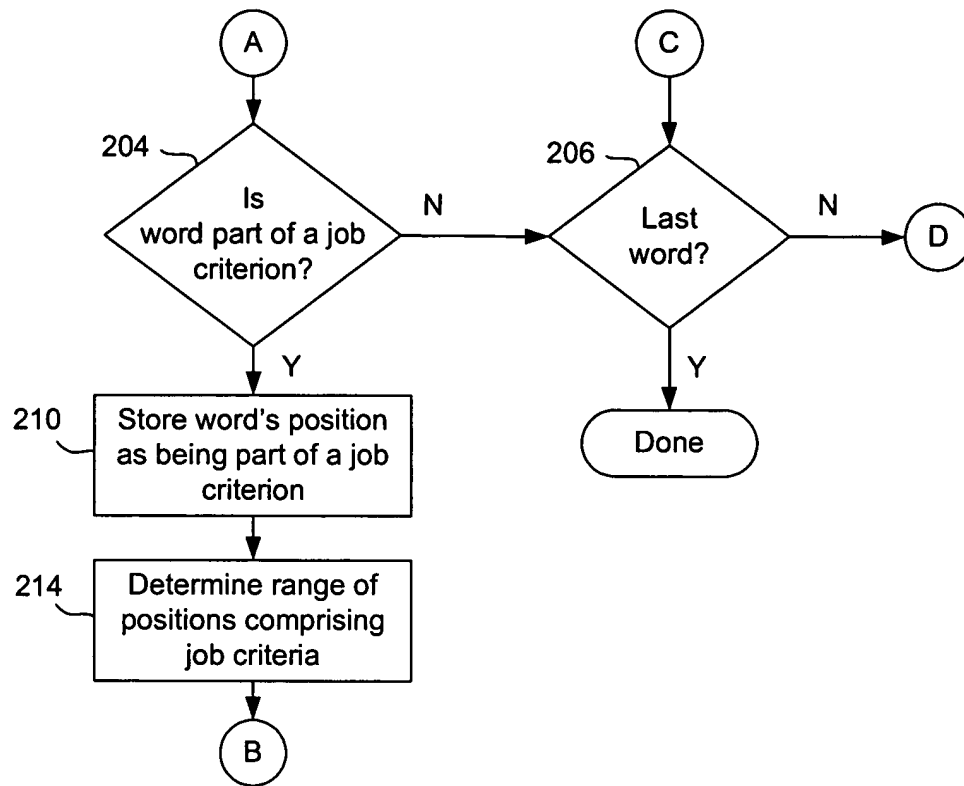 A
C
204
Is
word part of a job
criterion?
N
206
Last
word?
N
D
Y
Y
210
Store word's position
as being part of a job
criterion
Done
214
Determine range of
positions comprising
job criteria
B